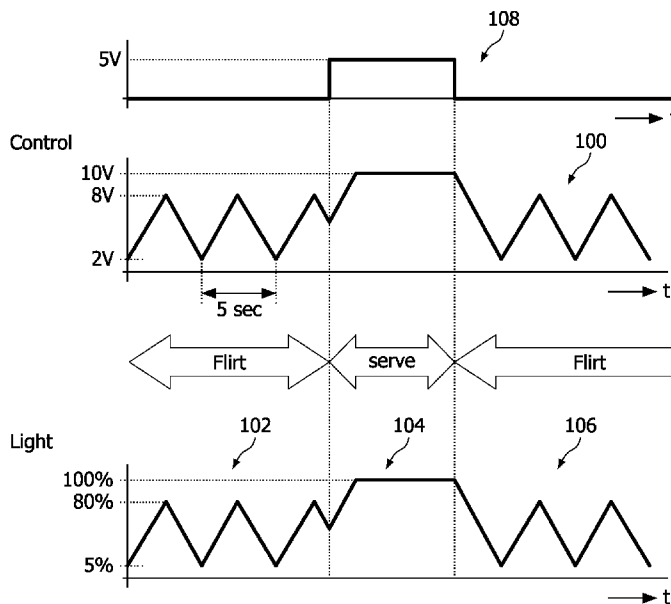 108
5V
t
Control
100
10V
8V
2V
t
5 sec
Flirt
serve
Flirt
Light
102
104
106
100%
80%
5%
t